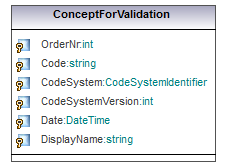 ConceptForValidation
OrderNr:int
Code:string
CodeSystem:CodeSystemIdentifier
CodeSystemVersion:int
Date:DateTime
DisplayName:string